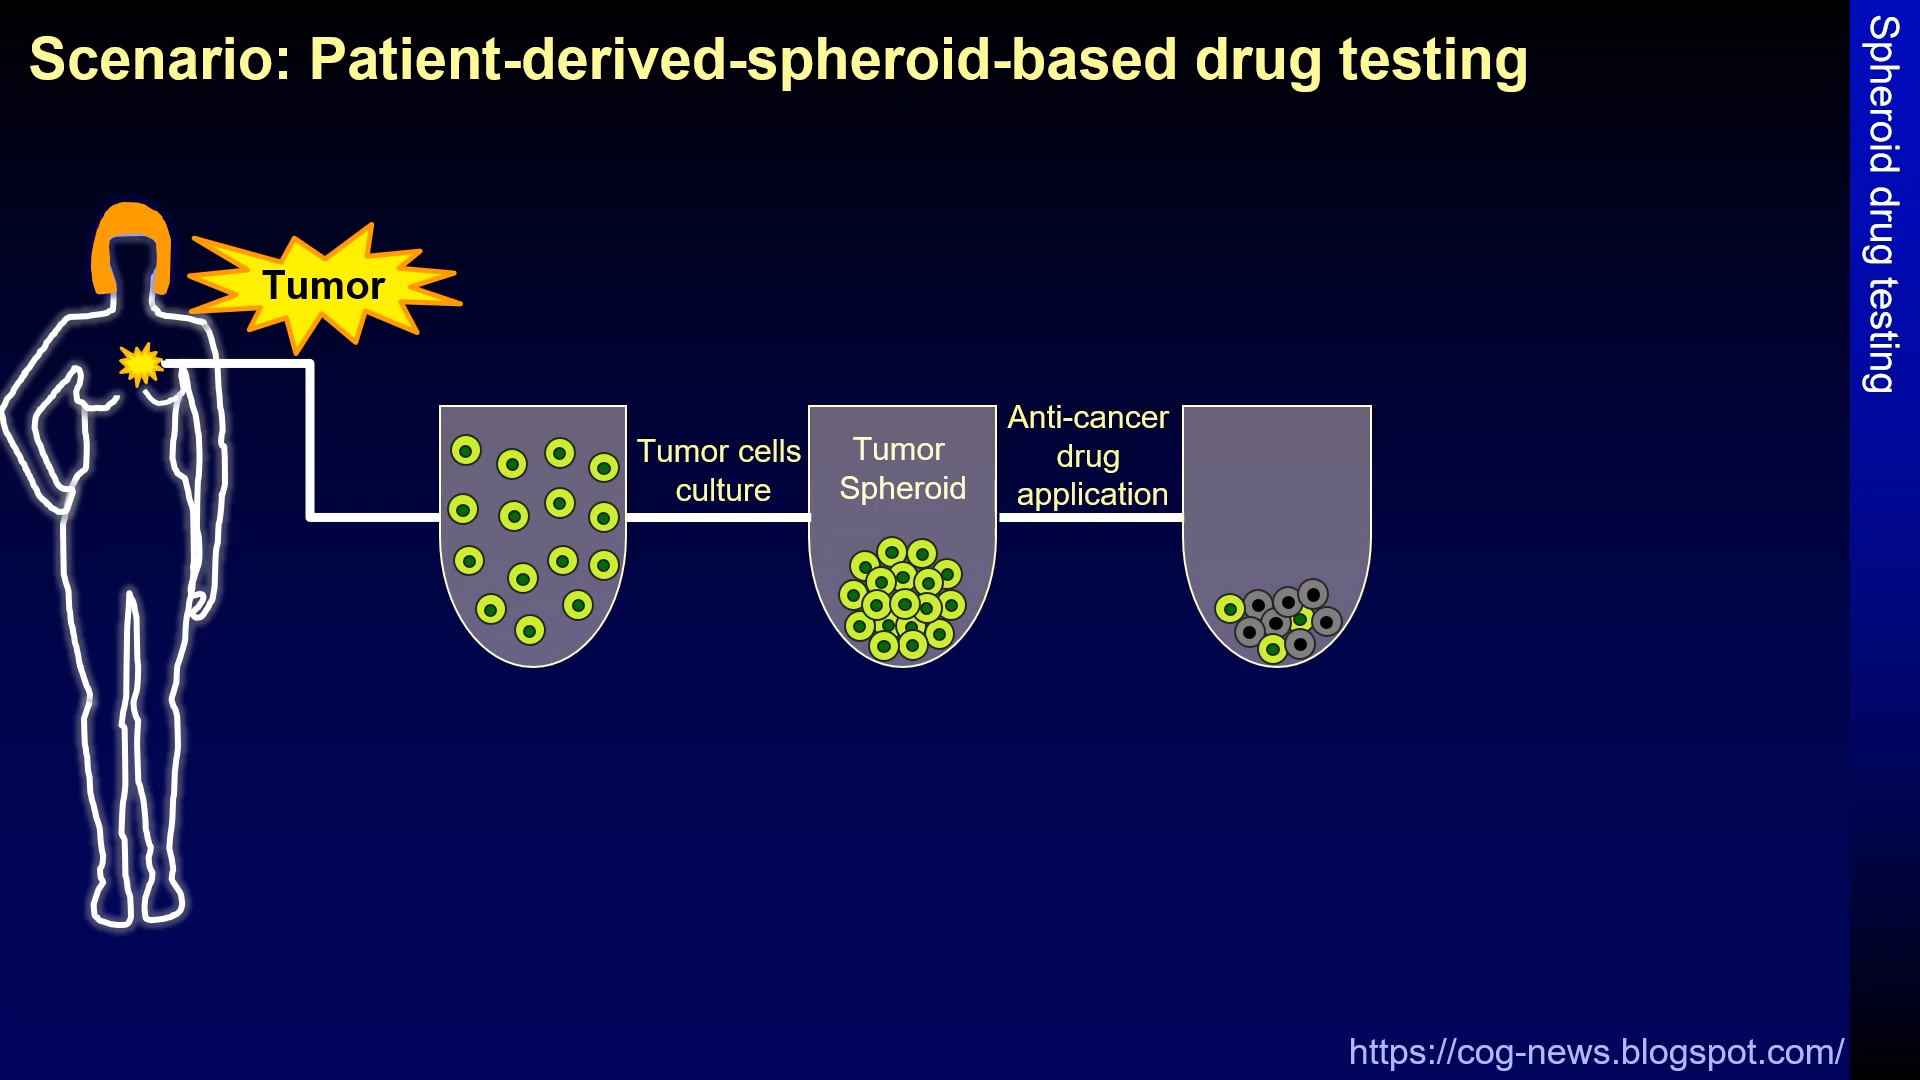 Scenario: Patient-derived-spheroid-based drug testing
Spheroid drug testing
Tumor
Tumor cells
culture
Tumor
Spheroid
Anti-cancer
drug
application
https://cog-news.blogspot.com/